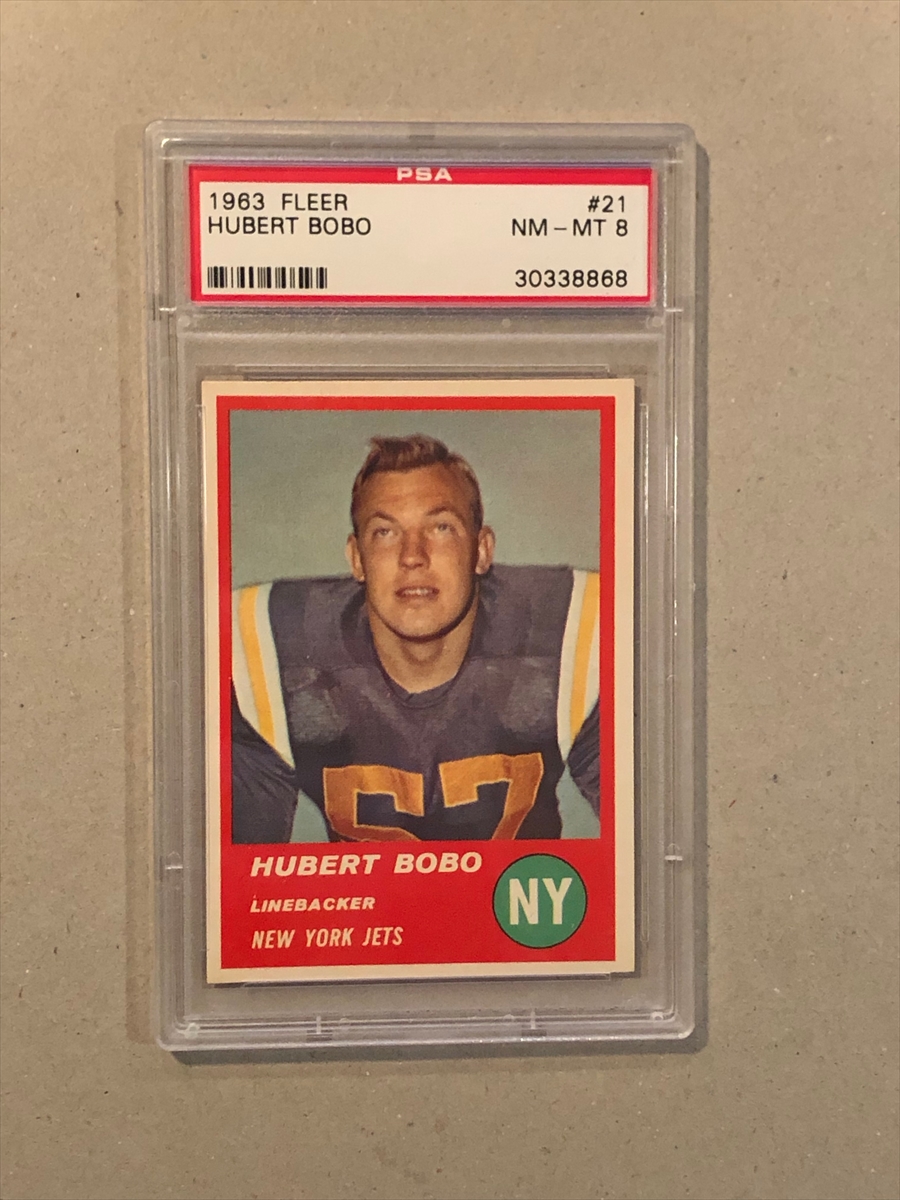 PSA
1963 FLEER #21
HUBERT BOBO NM-MT 8
30338868
67
HUBERT BOBO
LINEBACKER
NEW YORK JETS
NY